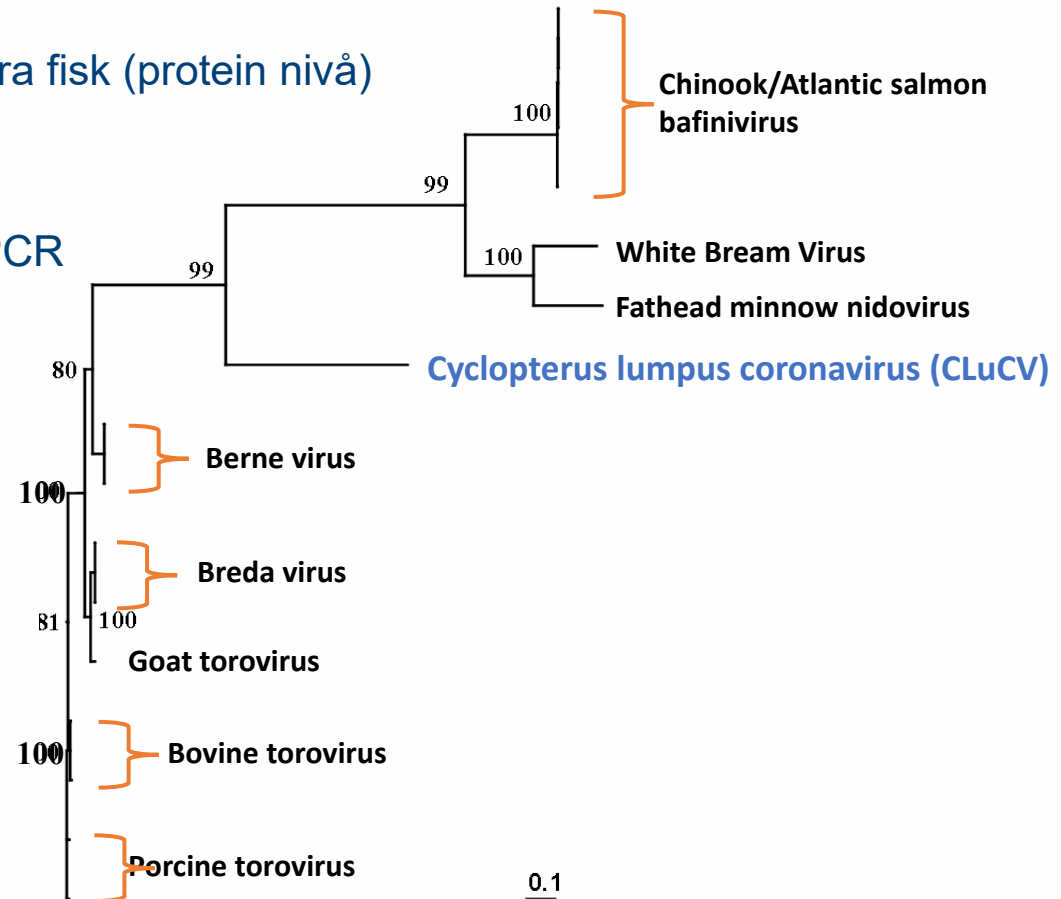 ra fisk (protein nivå)
Chinook/Atlantic salmon
bafinivirus
100
99
PCR
White Bream Virus
100
99
Fathead minnow nidovirus
80
Cyclopterus lumpus coronavirus (CLuCV)
Berne virus
100
Breda virus
81
100
Goat torovirus
100
Bovine torovirus
Porcine torovirus
0.1